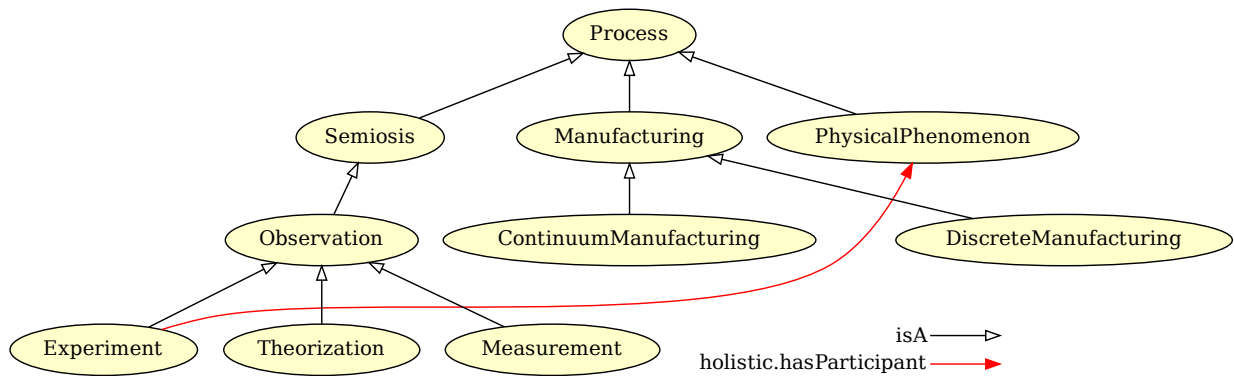 Process
Semiosis
Manufacturing
PhysicalPhenomenon
Observation
ContinuumManufacturing
DiscreteManufacturing
Experiment
Theorization
Measurement
isA
holistic.hasParticipant